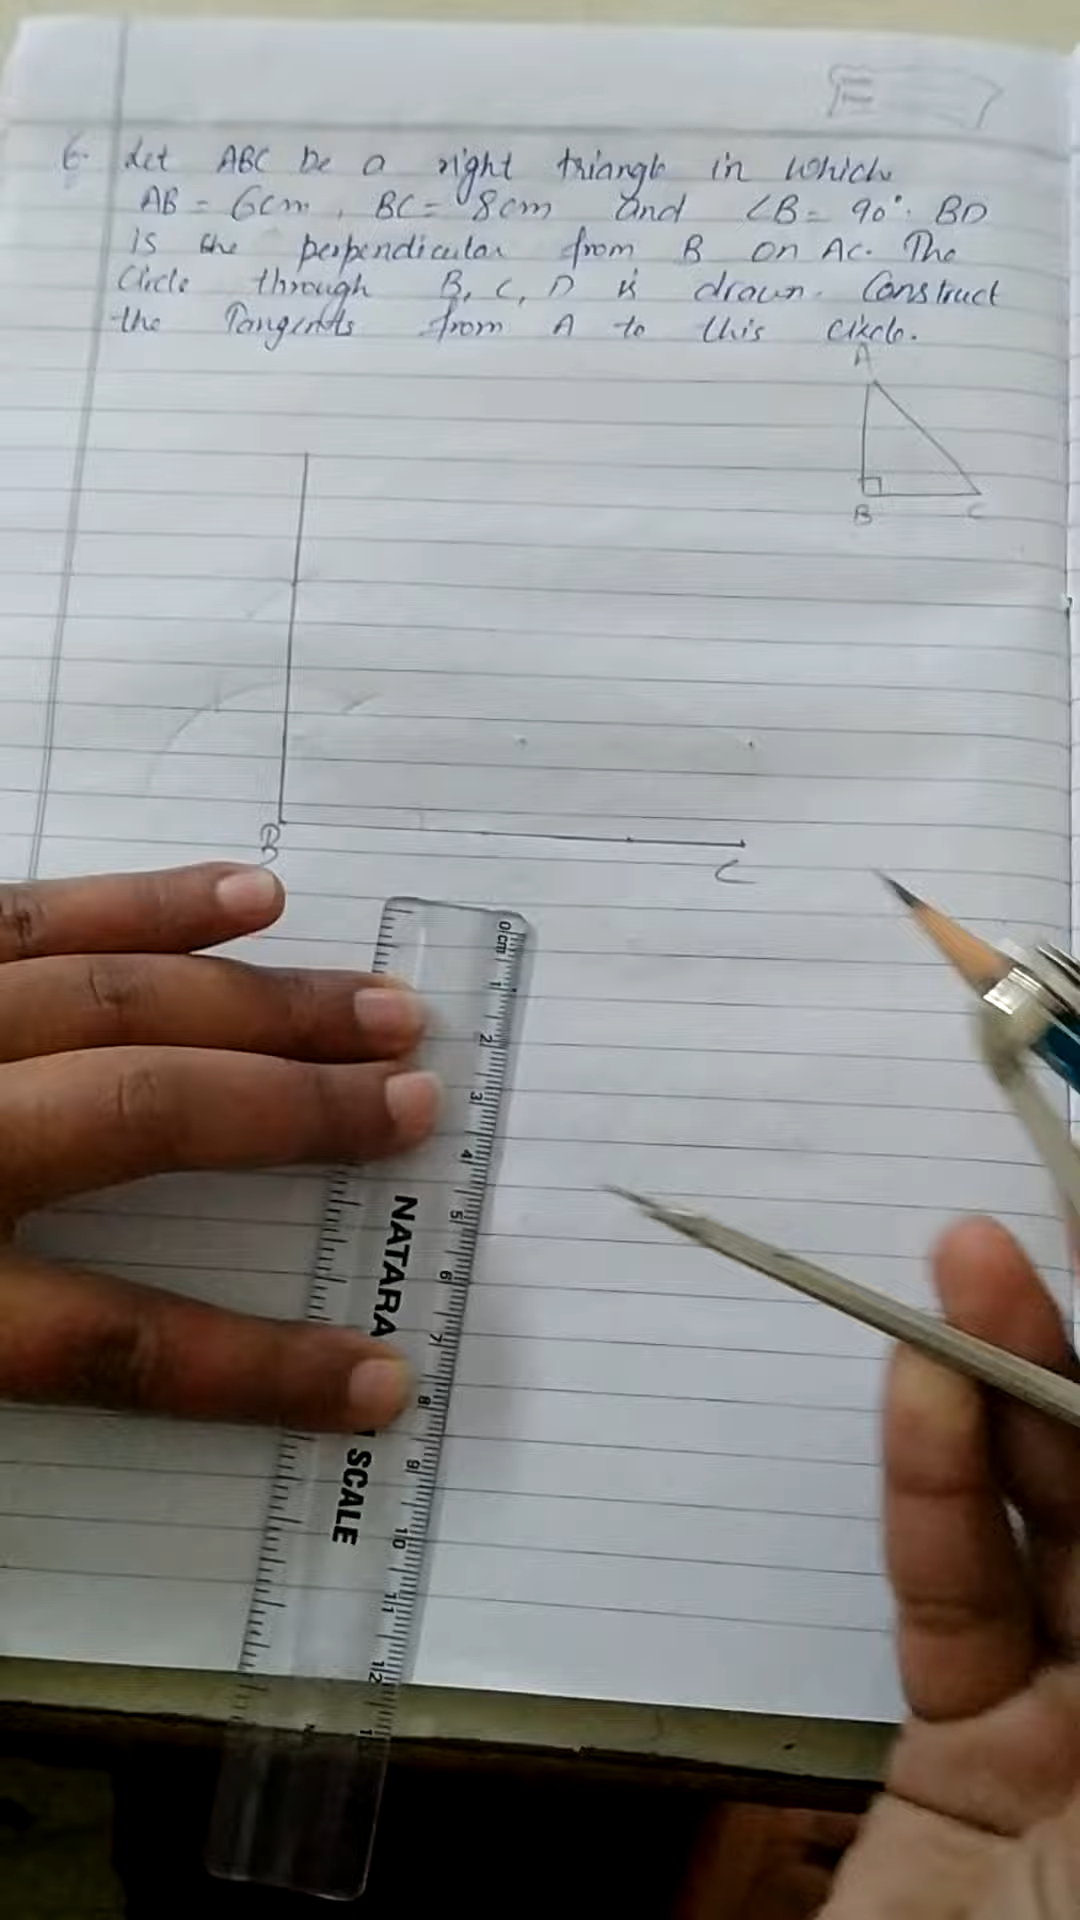 6. Let ABC be a right triangle in which
AB = 6cm, BC = 8cm and ∠B = 90°. BD
is the perpendicular from B on AC. The
Circle through B, C, D is drawn. Construct
the Tangents from A to this circle.
A
B C
B
C
0 cm 1 2 3 4 5 6 7 8 9 10 11 12
NATARA
SCALE